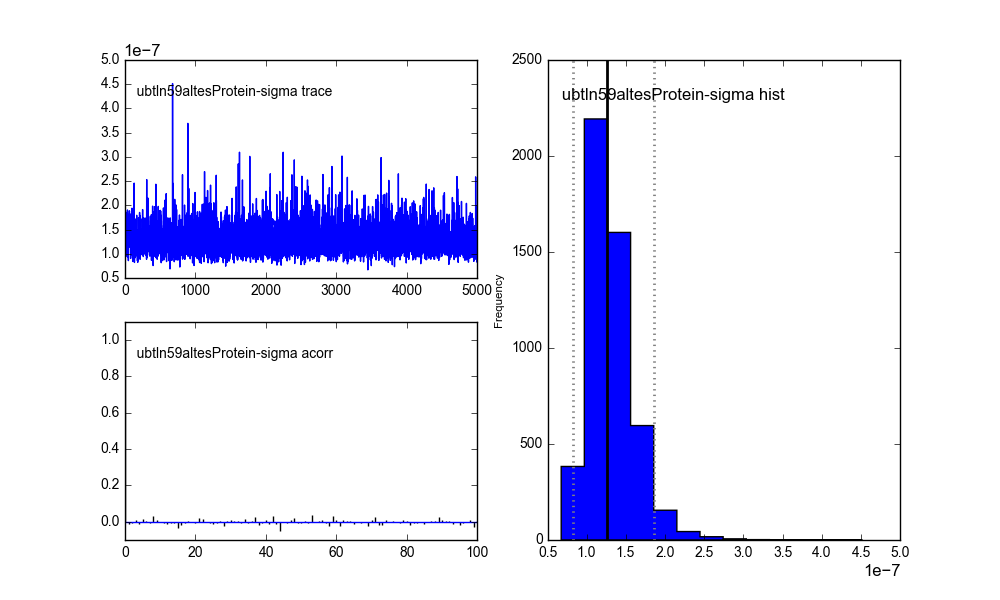 1e−7
5.0
4.5
4.0
3.5
3.0
2.5
2.0
1.5
1.0
0.5
ubtln59altesProtein-sigma trace
0 1000 2000 3000 4000 5000
1.0
0.8
0.6
0.4
0.2
0.0
ubtln59altesProtein-sigma acorr
0 20 40 60 80 100
Frequency
2500
2000
1500
1000
500
0
ubtln59altesProtein-sigma hist
0.5 1.0 1.5 2.0 2.5 3.0 3.5 4.0 4.5 5.0
1e−7